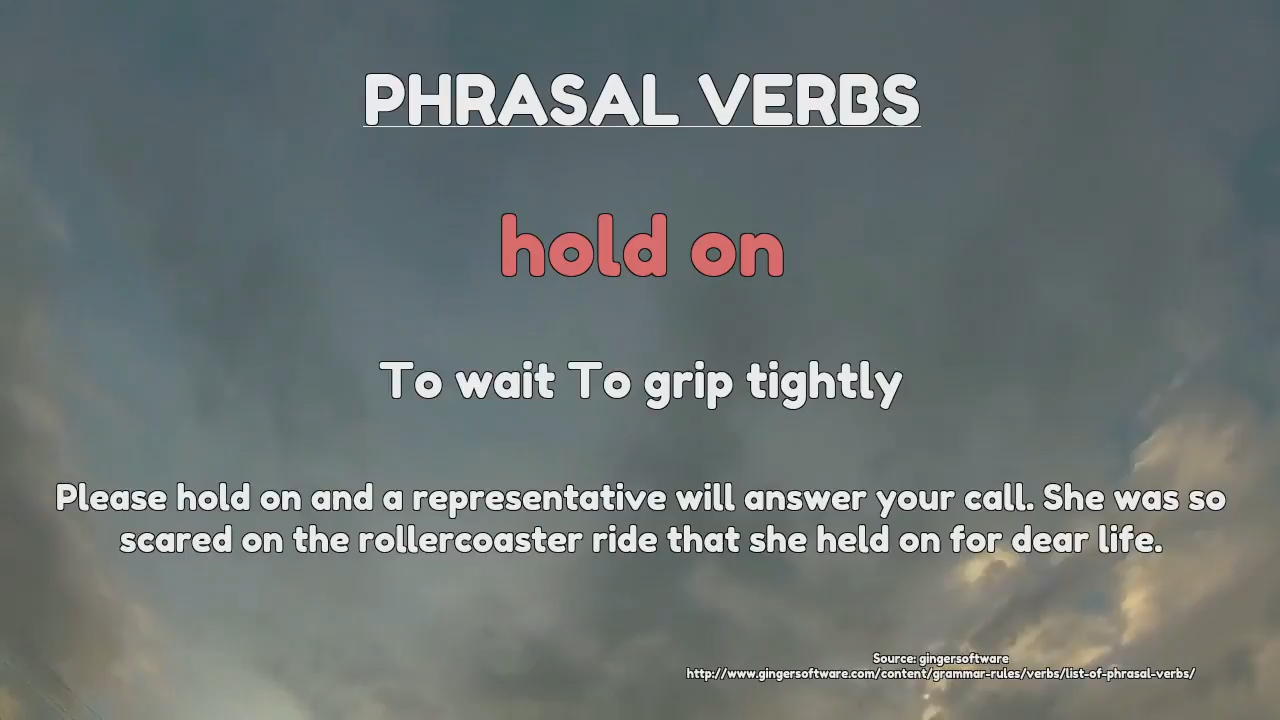 PHRASAL VERBS
hold on
To wait To grip tightly
Please hold on and a representative will answer your call. She was so
scared on the rollercoaster ride that she held on for dear life.
Source: gingersoftware
http://www.gingersoftware.com/content/grammar-rules/verbs/list-of-phrasal-verbs/